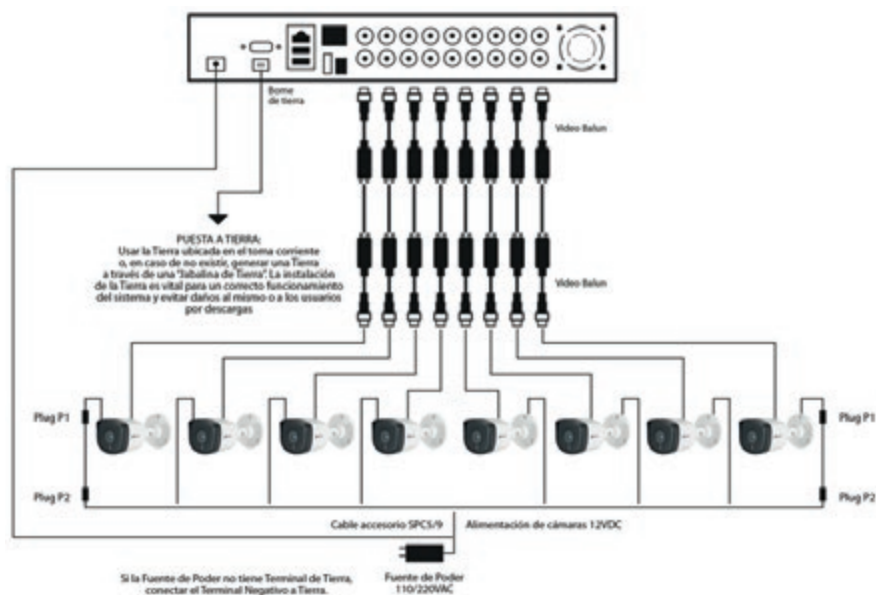 Borne
de tierra
Video Balun
PUESTA A TIERRA:
Usar la Tierra ubicada en el toma corriente
o, en caso de no existir, generar una Tierra
a través de una "Jabalina de Tierra". La instalación
de la Tierra es vital para un correcto funcionamiento
del sistema y evitar daños al mismo o a los usuarios
por descargas
Video Balun
Plug P1
Plug P1
Plug P2
Plug P2
Cable accesorio SPC5/9
Alimentación de cámaras 12VDC
Si la Fuente de Poder no tiene Terminal de Tierra,
conectar el Terminal Negativo a Tierra.
Fuente de Poder
110/220VAC